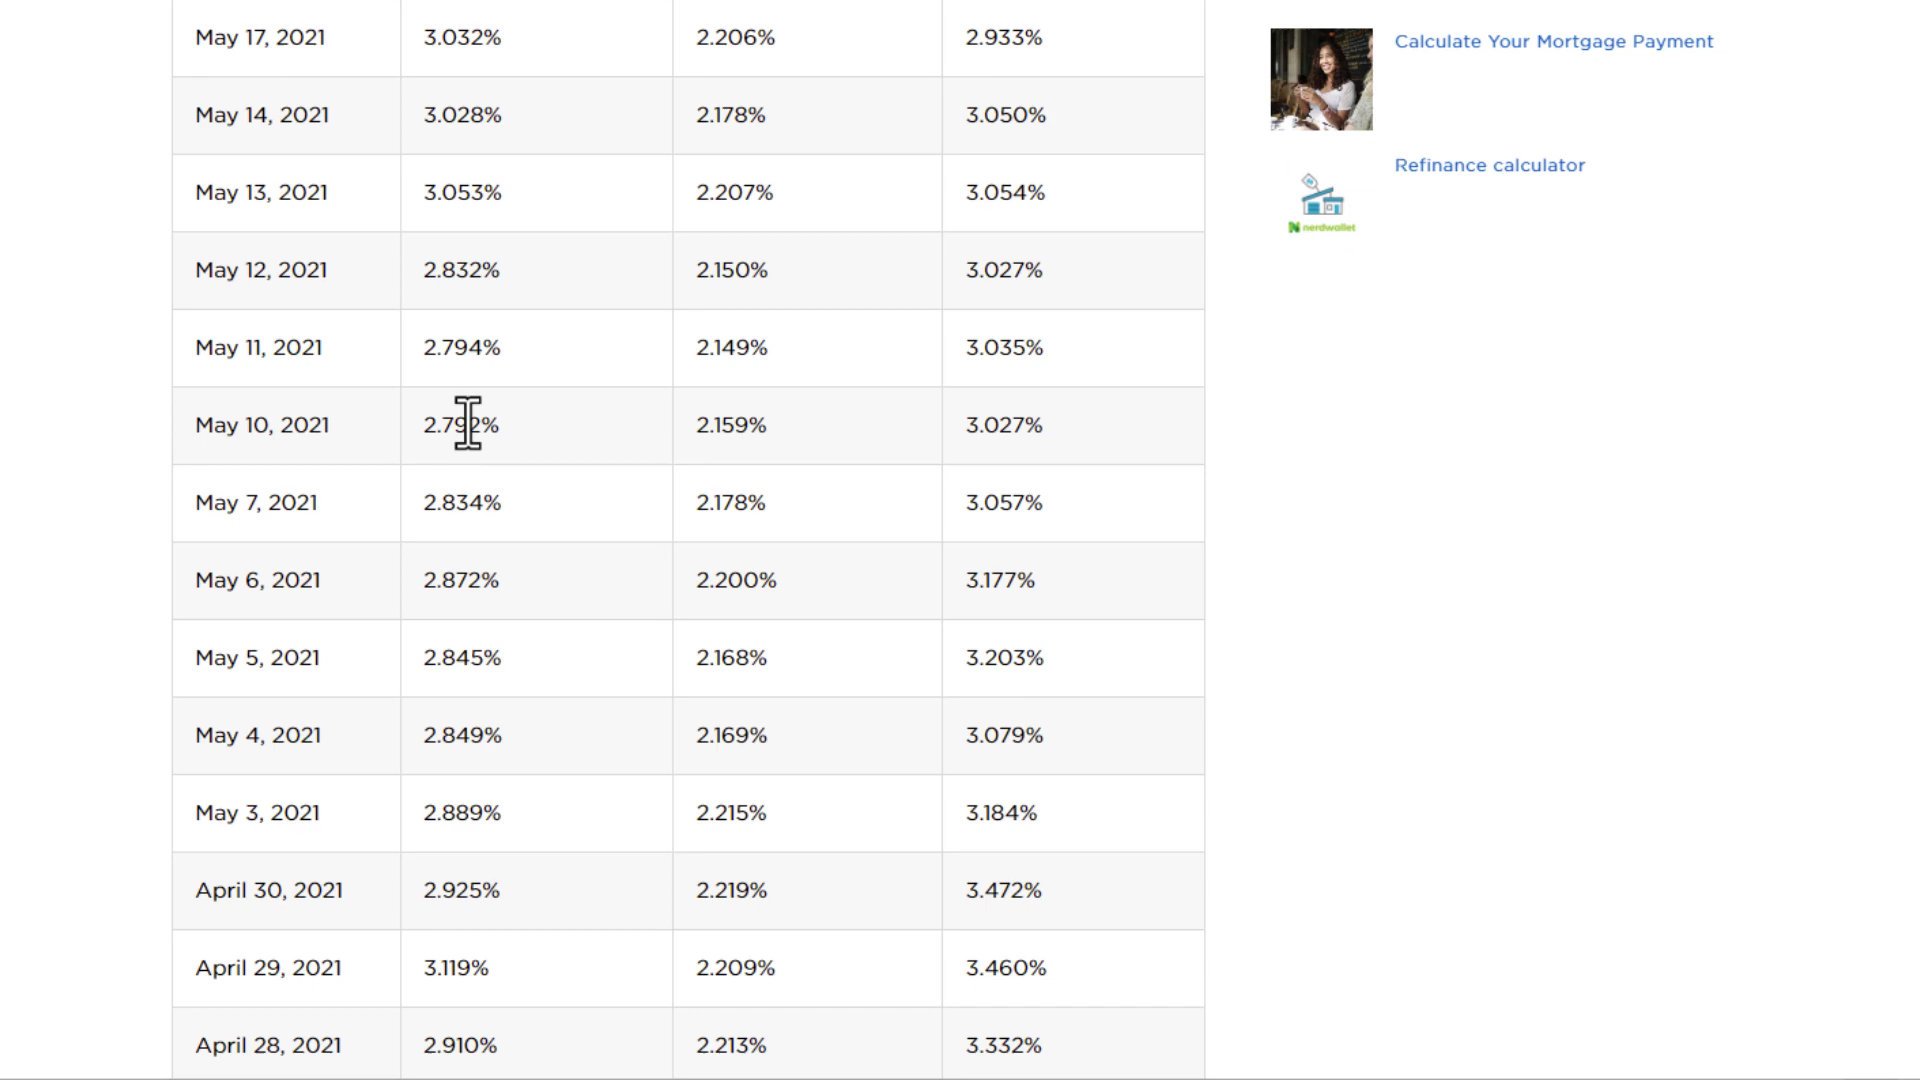 May 17, 2021 3.032% 2.206% 2.933%
May 14, 2021 3.028% 2.178% 3.050%
May 13, 2021 3.053% 2.207% 3.054%
May 12, 2021 2.832% 2.150% 3.027%
May 11, 2021 2.794% 2.149% 3.035%
May 10, 2021 2.792% 2.159% 3.027%
May 7, 2021 2.834% 2.178% 3.057%
May 6, 2021 2.872% 2.200% 3.177%
May 5, 2021 2.845% 2.168% 3.203%
May 4, 2021 2.849% 2.169% 3.079%
May 3, 2021 2.889% 2.215% 3.184%
April 30, 2021 2.925% 2.219% 3.472%
April 29, 2021 3.119% 2.209% 3.460%
April 28, 2021 2.910% 2.213% 3.332%
Calculate Your Mortgage Payment
Refinance calculator
nerdwallet